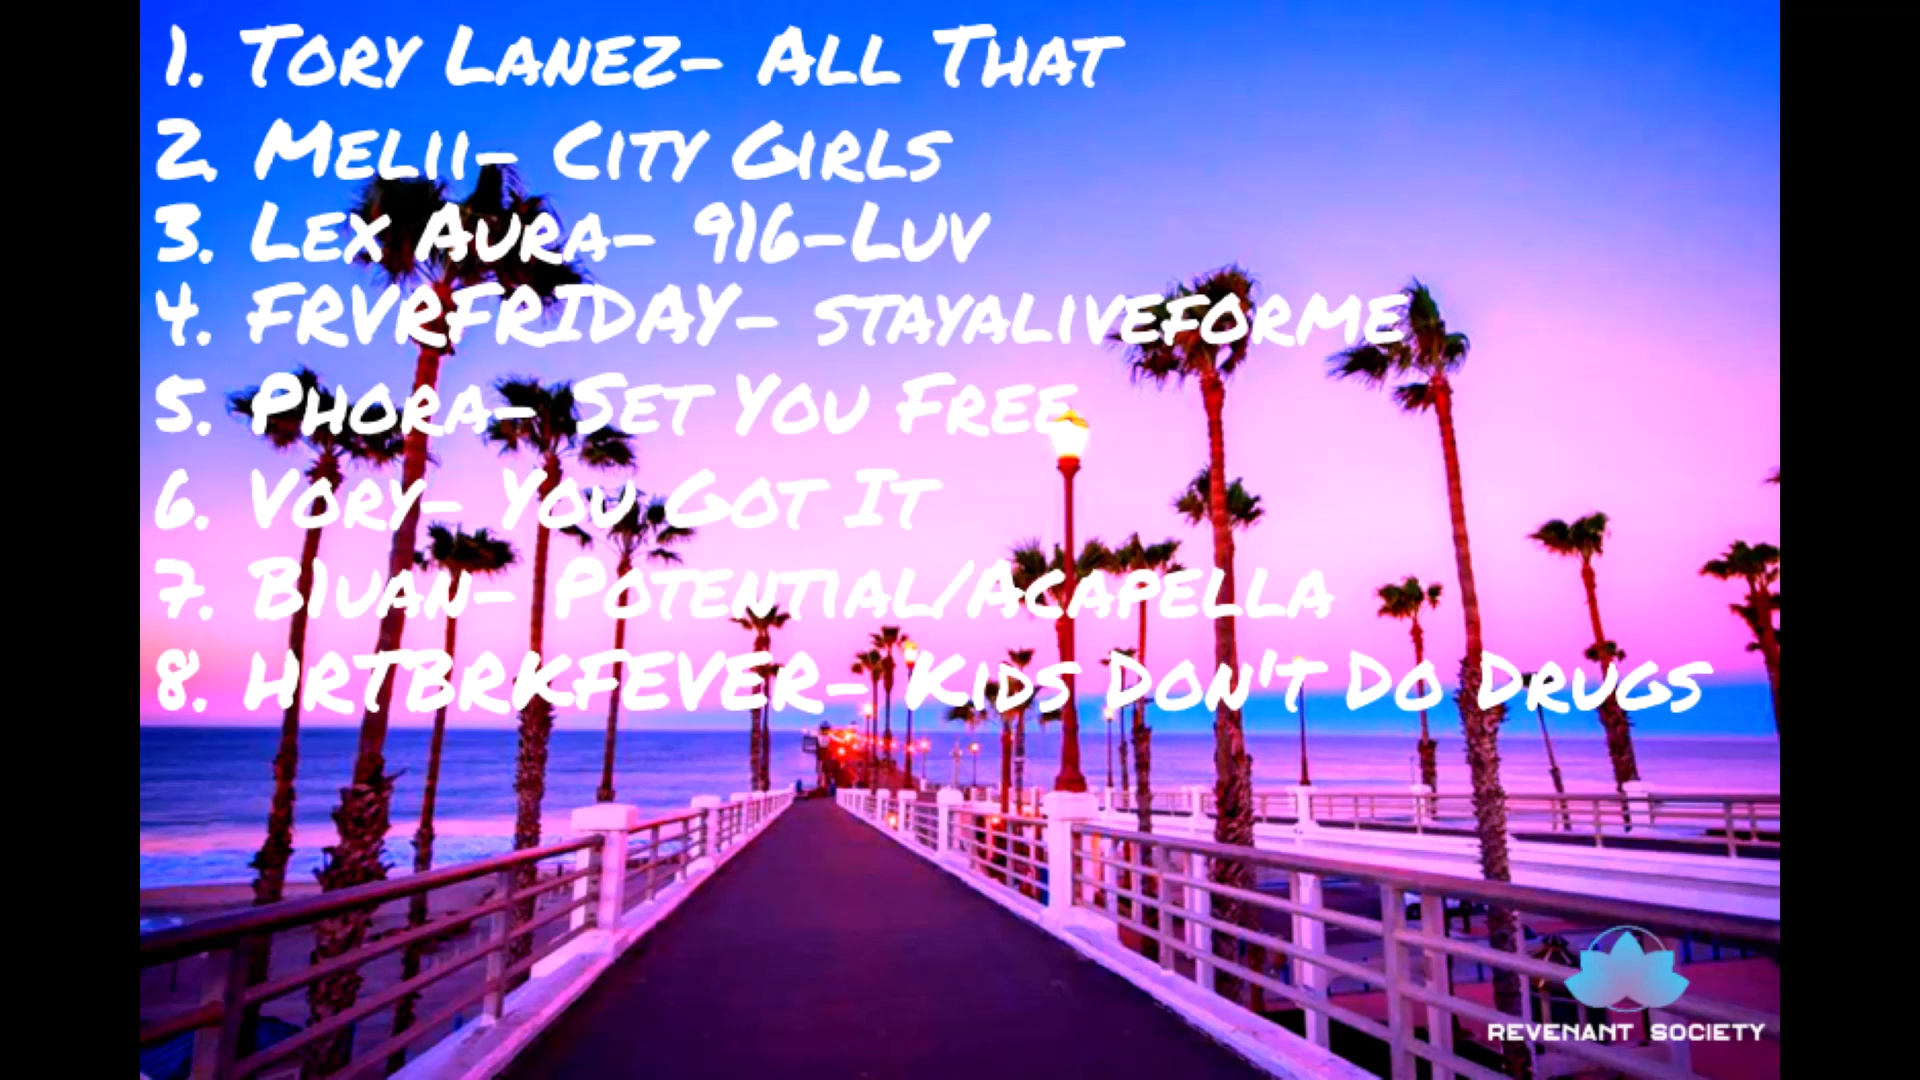 1. Tory Lanez- All That
2. Melii- City Girls
3. Lex Aura- 916-Luv
4. FRVRFRIDAY- stayaliveforme
5. Phora- Set You Free
6. Vory- You Got It
7. B1uan- Potential/Acapella
8. HRTBRKFEVER- Kids Don't Do Drugs
REVENANT SOCIETY